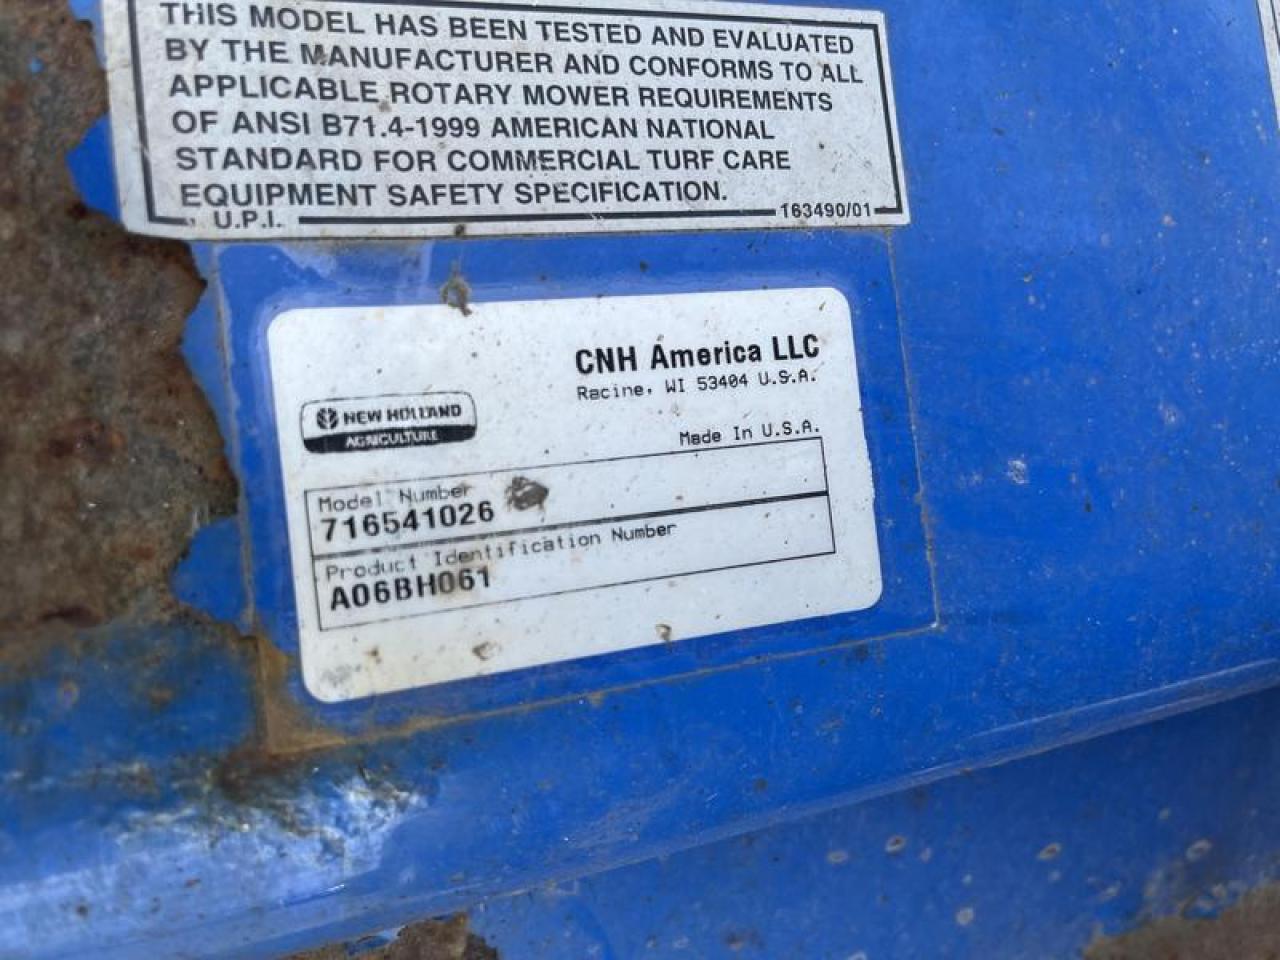 THIS MODEL HAS BEEN TESTED AND EVALUATED
BY THE MANUFACTURER AND CONFORMS TO ALL
APPLICABLE ROTARY MOWER REQUIREMENTS
OF ANSI B71.4-1999 AMERICAN NATIONAL
STANDARD FOR COMMERCIAL TURF CARE
EQUIPMENT SAFETY SPECIFICATION.
U.P.I. 163490/01
CNH America LLC
Racine, WI 53404 U.S.A.
NEW HOLLAND
AGRICULTURE
Made In U.S.A.
Model Number
716541026
Product Identification Number
A06BH061